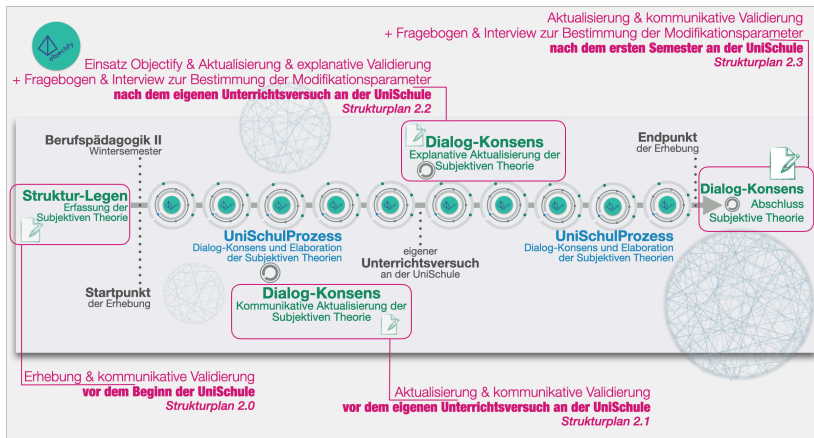 objectify
Aktualisierung & kommunikative Validierung
+ Fragebogen & Interview zur Bestimmung der Modifikationsparameter
nach dem ersten Semester an der UniSchule
Strukturplan 2.3
Einsatz Objectify & Aktualisierung & explanative Validierung
+ Fragebogen & Interview zur Bestimmung der Modifikationsparameter
nach dem eigenen Unterrichtsversuch an der UniSchule
Strukturplan 2.2
Berufspädagogik II
Wintersemester
Dialog-Konsens
Explanative Aktualisierung der
Subjektiven Theorie
Endpunkt
der Erhebung
Struktur-Legen
Erfassung der
Subjektiven Theorie
Dialog-Konsens
Abschluss
Subjektive Theorie
UniSchulProzess
Dialog-Konsens und Elaboration
der Subjektiven Theorien
eigener
Unterrichtsversuch
an der UniSchule
UniSchulProzess
Dialog-Konsens und Elaboration
der Subjektiven Theorien
Startpunkt
der Erhebung
Dialog-Konsens
Kommunikative Aktualisierung der
Subjektiven Theorie
Erhebung & kommunikative Validierung
vor dem Beginn der UniSchule
Strukturplan 2.0
Aktualisierung & kommunikative Validierung
vor dem eigenen Unterrichtsversuch an der UniSchule
Strukturplan 2.1